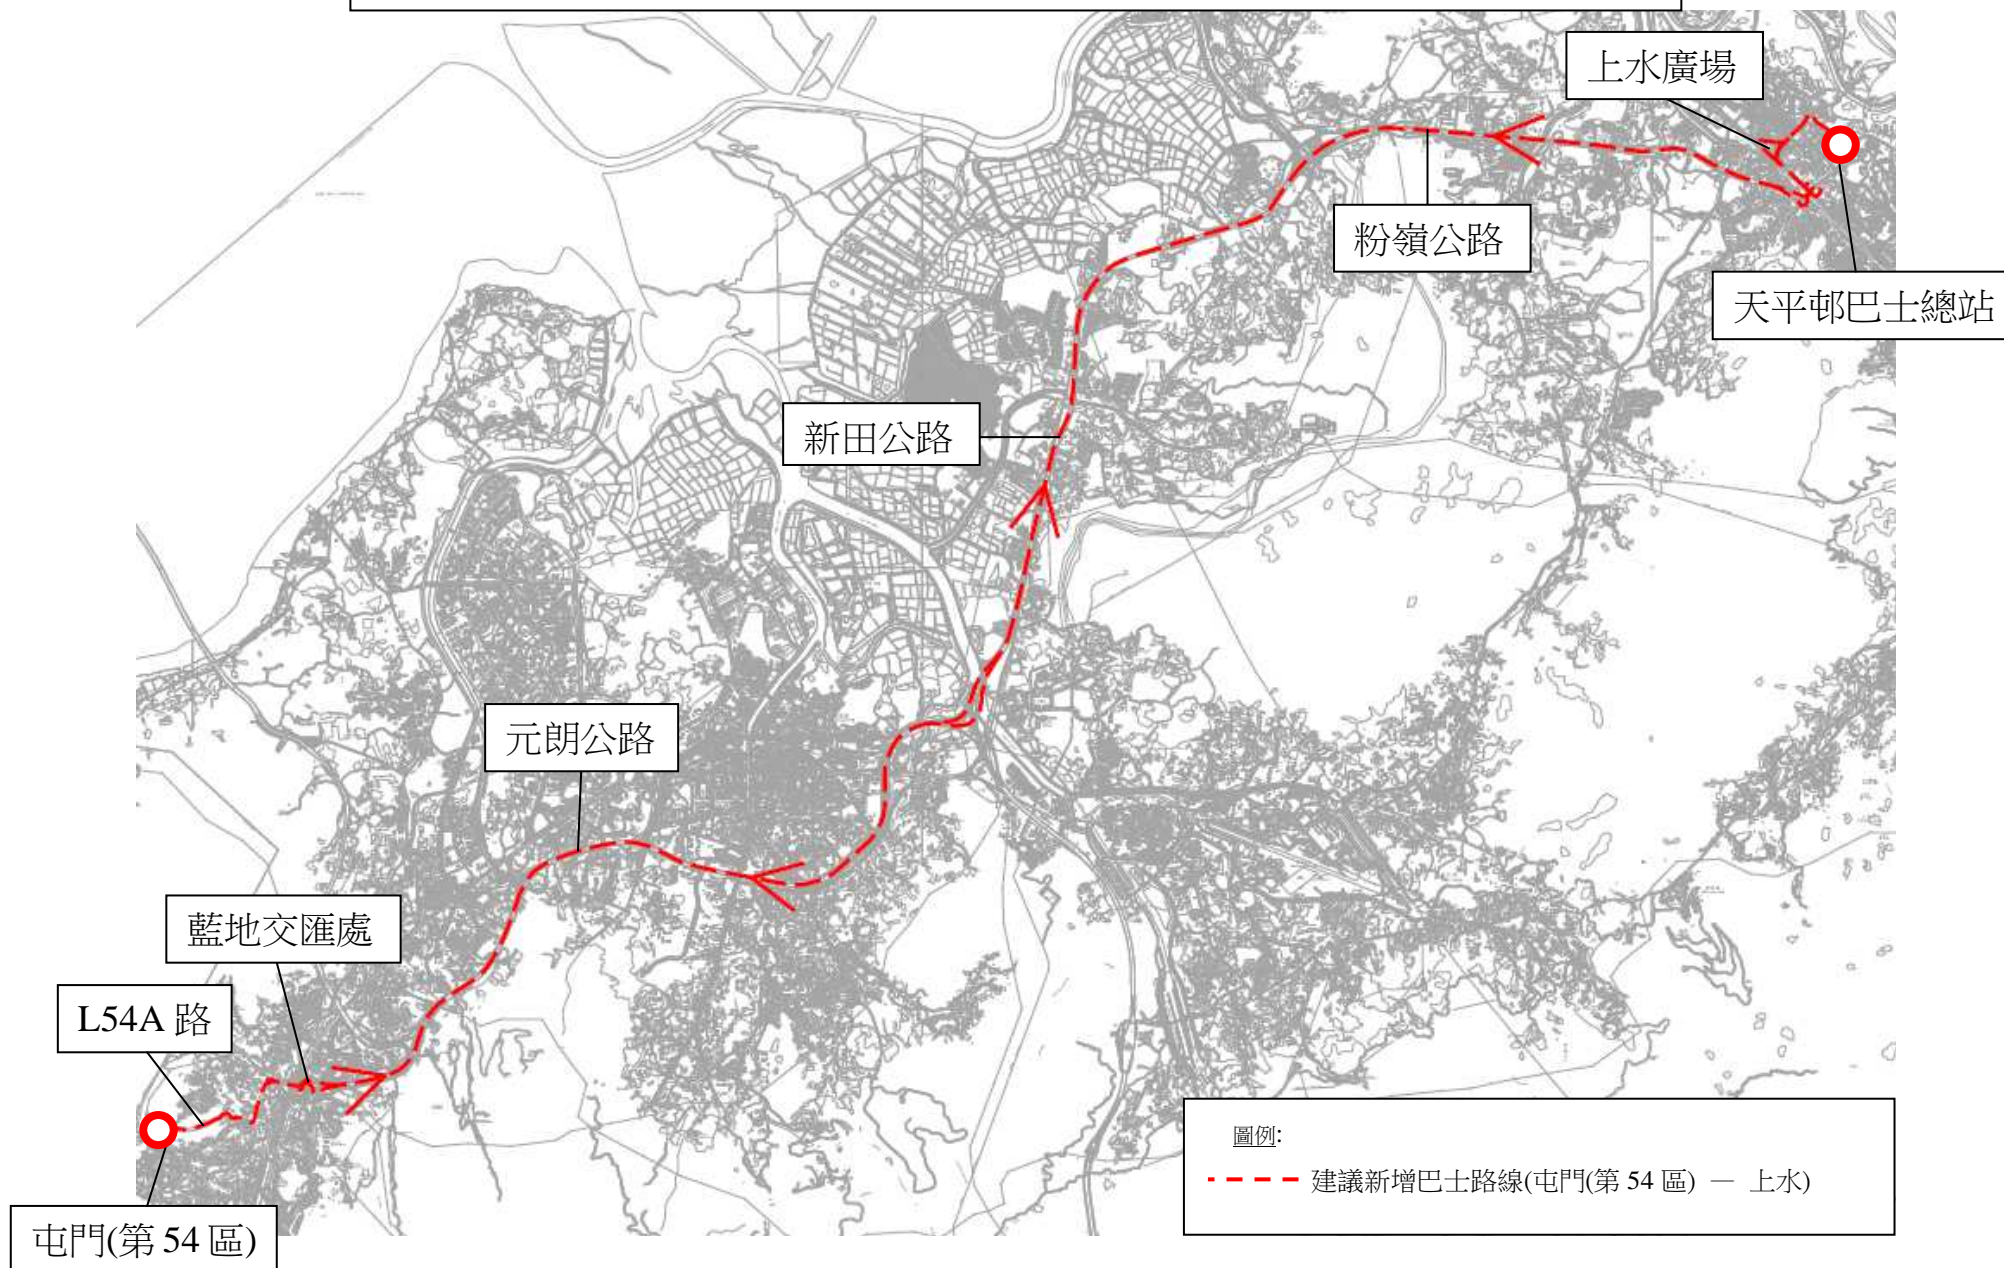 上水廣場
粉嶺公路
天平邨巴士總站
新田公路
元朗公路
藍地交匯處
L54A 路
屯門(第 54 區)
圖例:
建議新增巴士路線(屯門(第 54 區) — 上水)